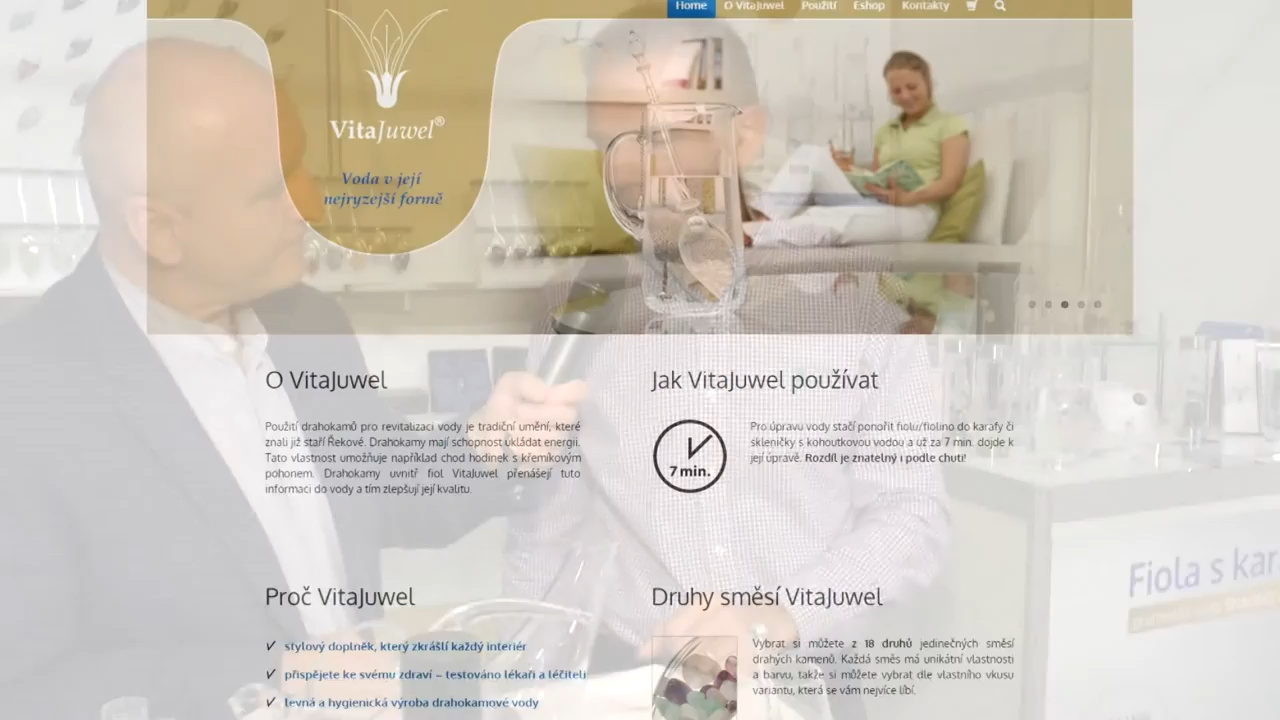 Home O VitaJuwel Použití Eshop Kontakty
VitaJuwel®
Voda v její
nejryzejší formě
O VitaJuwel
Použití drahokamů pro revitalizaci vody je tradiční umění, které
znali již staří Řekové. Drahokamy mají schopnost ukládat energii.
Tato vlastnost umožňuje například chod hodinek s křemíkovým
pohonem. Drahokamy uvnitř fiol VitaJuwel přenášejí tuto
informaci do vody a tím zlepšují její kvalitu.
Jak VitaJuwel používat
7 min.
Pro úpravu vody stačí ponořit fiolu/fiolino do karafy či
skleničky s kohoutkovou vodou a už za 7 min. dojde k
její úpravě. Rozdíl je znatelný i podle chuti!
Fiola s kar
Proč VitaJuwel
✓ stylový doplněk, který zkrášlí každý interiér
✓ přispějete ke svému zdraví – testováno lékaři a léčiteli
✓ levná a hygienická výroba drahokamové vody
Druhy směsí VitaJuwel
Vybrat si můžete z 18 druhů jedinečných směsí
drahých kamenů. Každá směs má unikátní vlastnosti
a barvu, takže si můžete vybrat dle vlastního vkusu
variantu, která se vám nejvíce líbí.